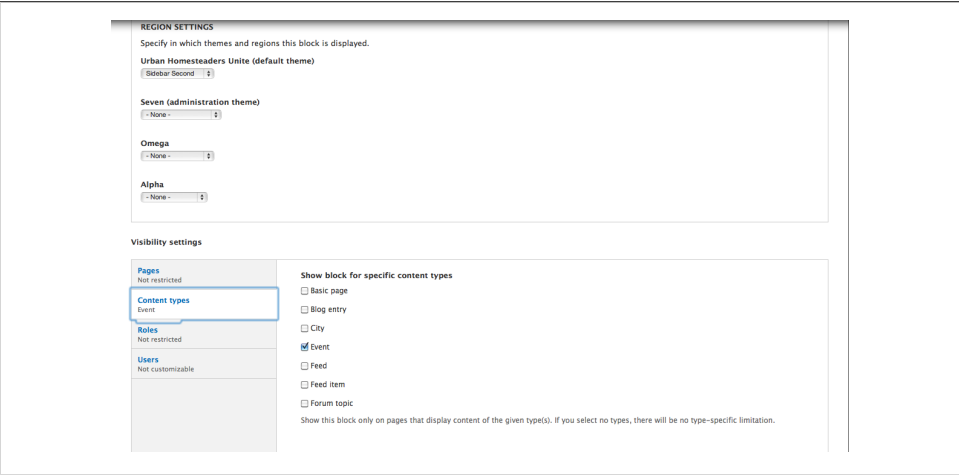 REGION SETTINGS
Specify in which themes and regions this block is displayed.
Urban Homesteaders Unite (default theme)
Sidebar Second
Seven (administration theme)
- None -
Omega
- None -
Alpha
- None -
Visibility settings
Pages
Not restricted
Content types
Event
Roles
Not restricted
Users
Not customizable
Show block for specific content types
Basic page
Blog entry
City
Event
Feed
Feed item
Forum topic
Show this block only on pages that display content of the given type(s). If you select no types, there will be no type-specific limitation.